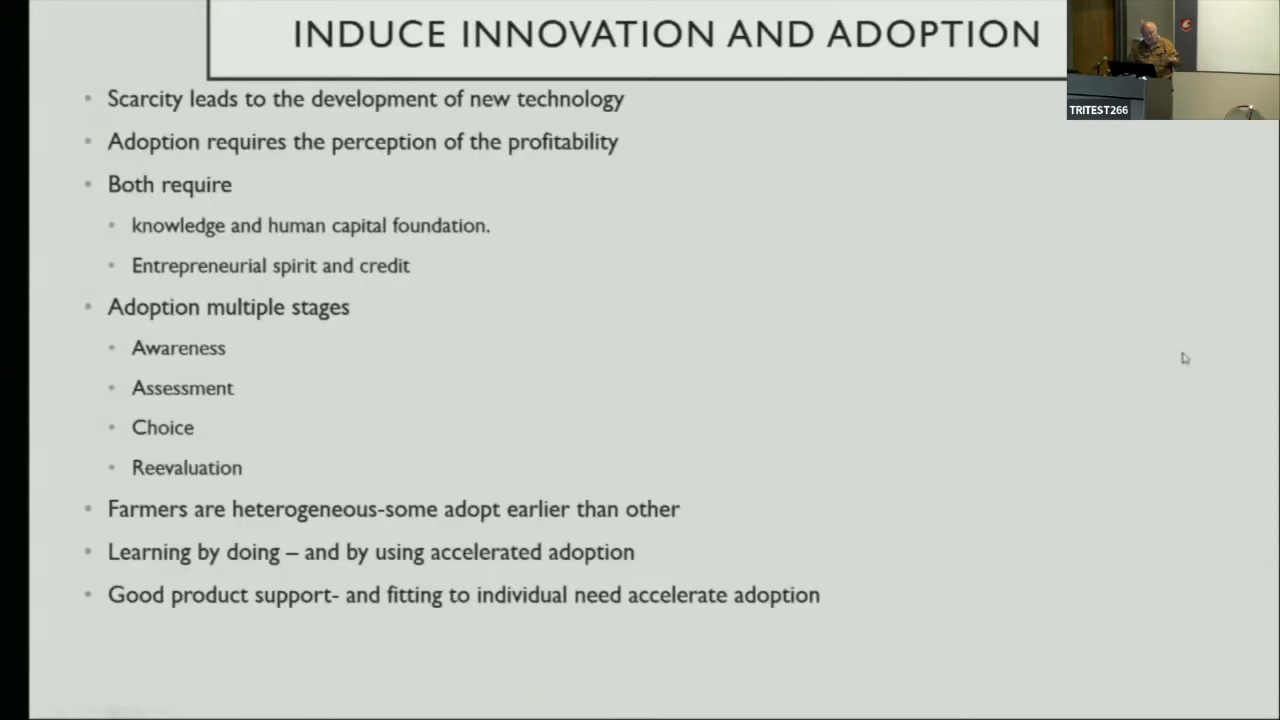 INDUCE INNOVATION AND ADOPTION
TRITEST266
• Scarcity leads to the development of new technology
• Adoption requires the perception of the profitability
• Both require
• knowledge and human capital foundation.
• Entrepreneurial spirit and credit
• Adoption multiple stages
• Awareness
• Assessment
• Choice
• Reevaluation
• Farmers are heterogeneous-some adopt earlier than other
• Learning by doing – and by using accelerated adoption
• Good product support- and fitting to individual need accelerate adoption